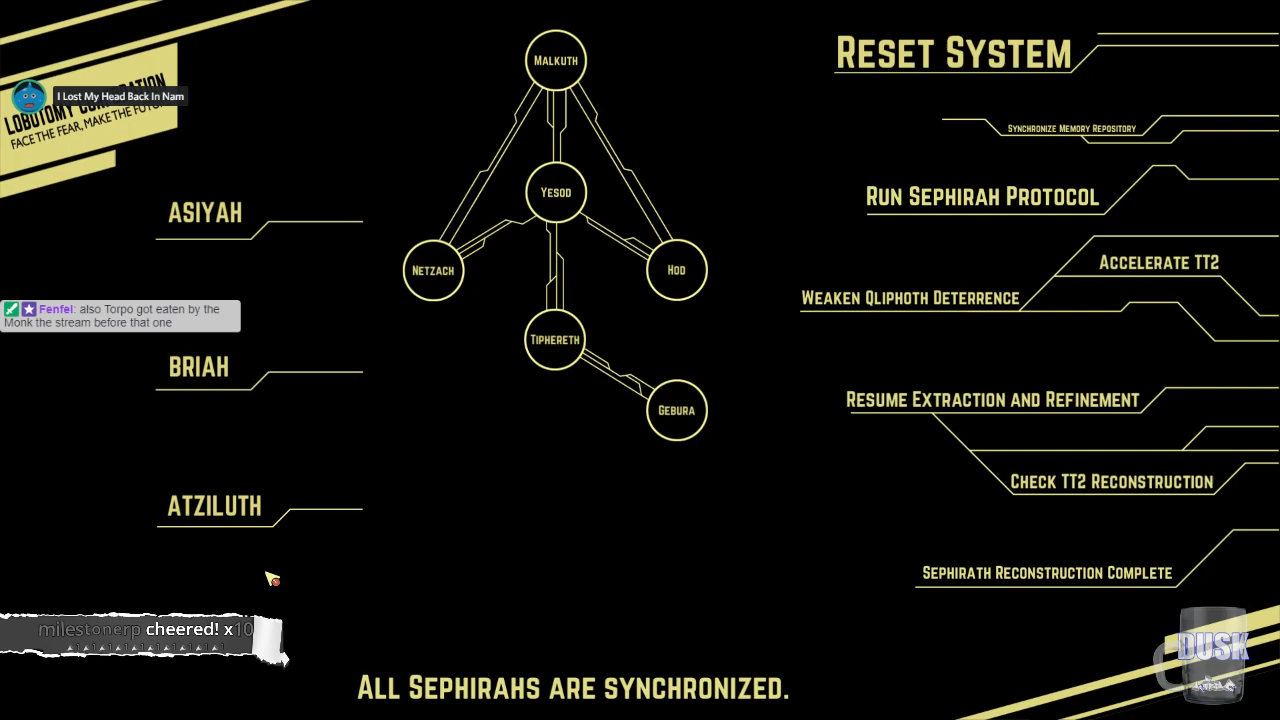 MALKUTH
RESET SYSTEM
I Lost My Head Back In Nam
LOBOTOMY CORPORATION
FACE THE FEAR, MAKE THE FUTURE
SYNCHRONIZE MEMORY REPOSITORY
YESOD
RUN SEPHIRAH PROTOCOL
ASIYAH
NETZACH
HOD
ACCELERATE TT2
WEAKEN QLIPHOTH DETERRENCE
Fenfel: also Torpo got eaten by the
Monk the stream before that one
TIPHERETH
BRIAH
GEBURA
RESUME EXTRACTION AND REFINEMENT
CHECK TT2 RECONSTRUCTION
ATZILUTH
SEPHIRATH RECONSTRUCTION COMPLETE
milestonerp cheered! x10
DUSK
ALL SEPHIRAHS ARE SYNCHRONIZED.